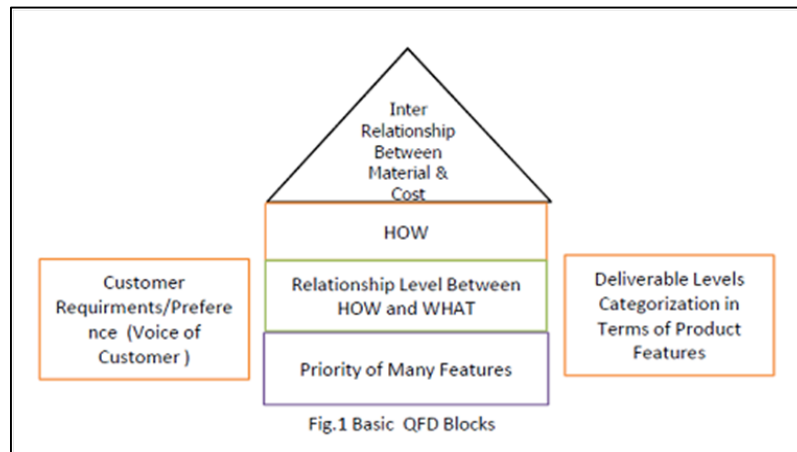 Inter
Relationship
Between
Material &
Cost
HOW
Customer
Requirments/Prefere
nce (Voice of
Customer )
Relationship Level Between
HOW and WHAT
Deliverable Levels
Categorization in
Terms of Product
Features
Priority of Many Features
Fig.1 Basic QFD Blocks